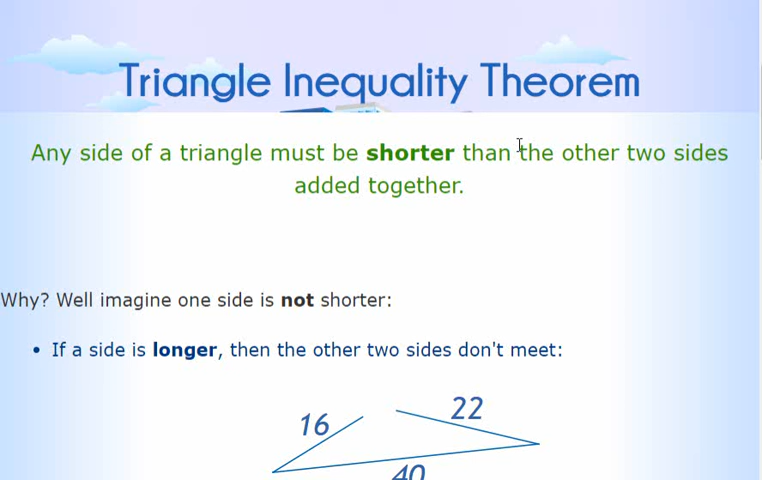 Triangle Inequality Theorem
Any side of a triangle must be shorter than the other two sides
added together.
Why? Well imagine one side is not shorter:
• If a side is longer, then the other two sides don't meet:
16
22
40